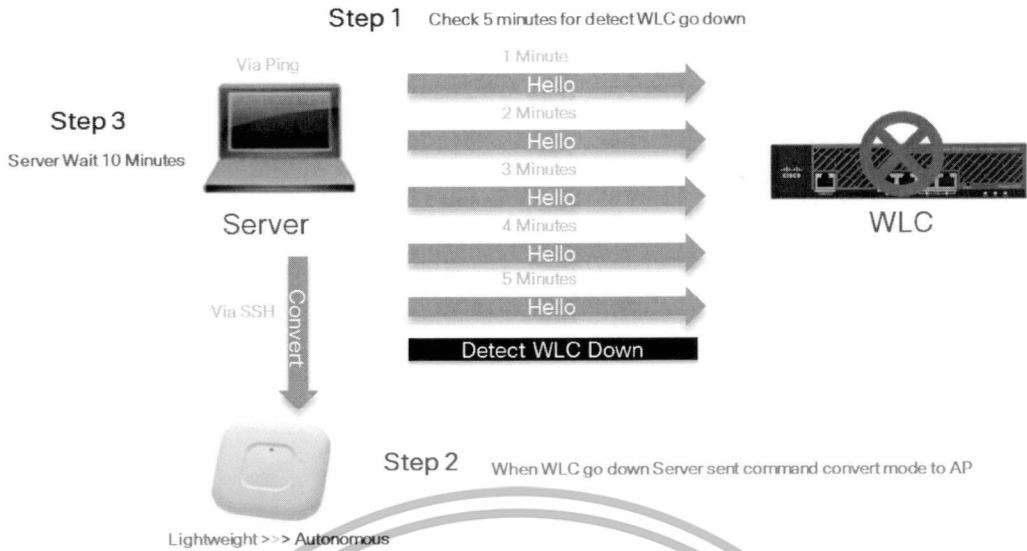 Step 1 Check 5 minutes for detect WLC go down
Via Ping
1 Minute
Hello
2 Minutes
Hello
Step 3
Server Wait 10 Minutes
3 Minutes
Hello
CISCO
Server
WLC
4 Minutes
Hello
5 Minutes
Hello
Via SSH
Convert
Detect WLC Down
Step 2 When WLC go down Server sent command convert mode to AP
Lightweight >>> Autonomous